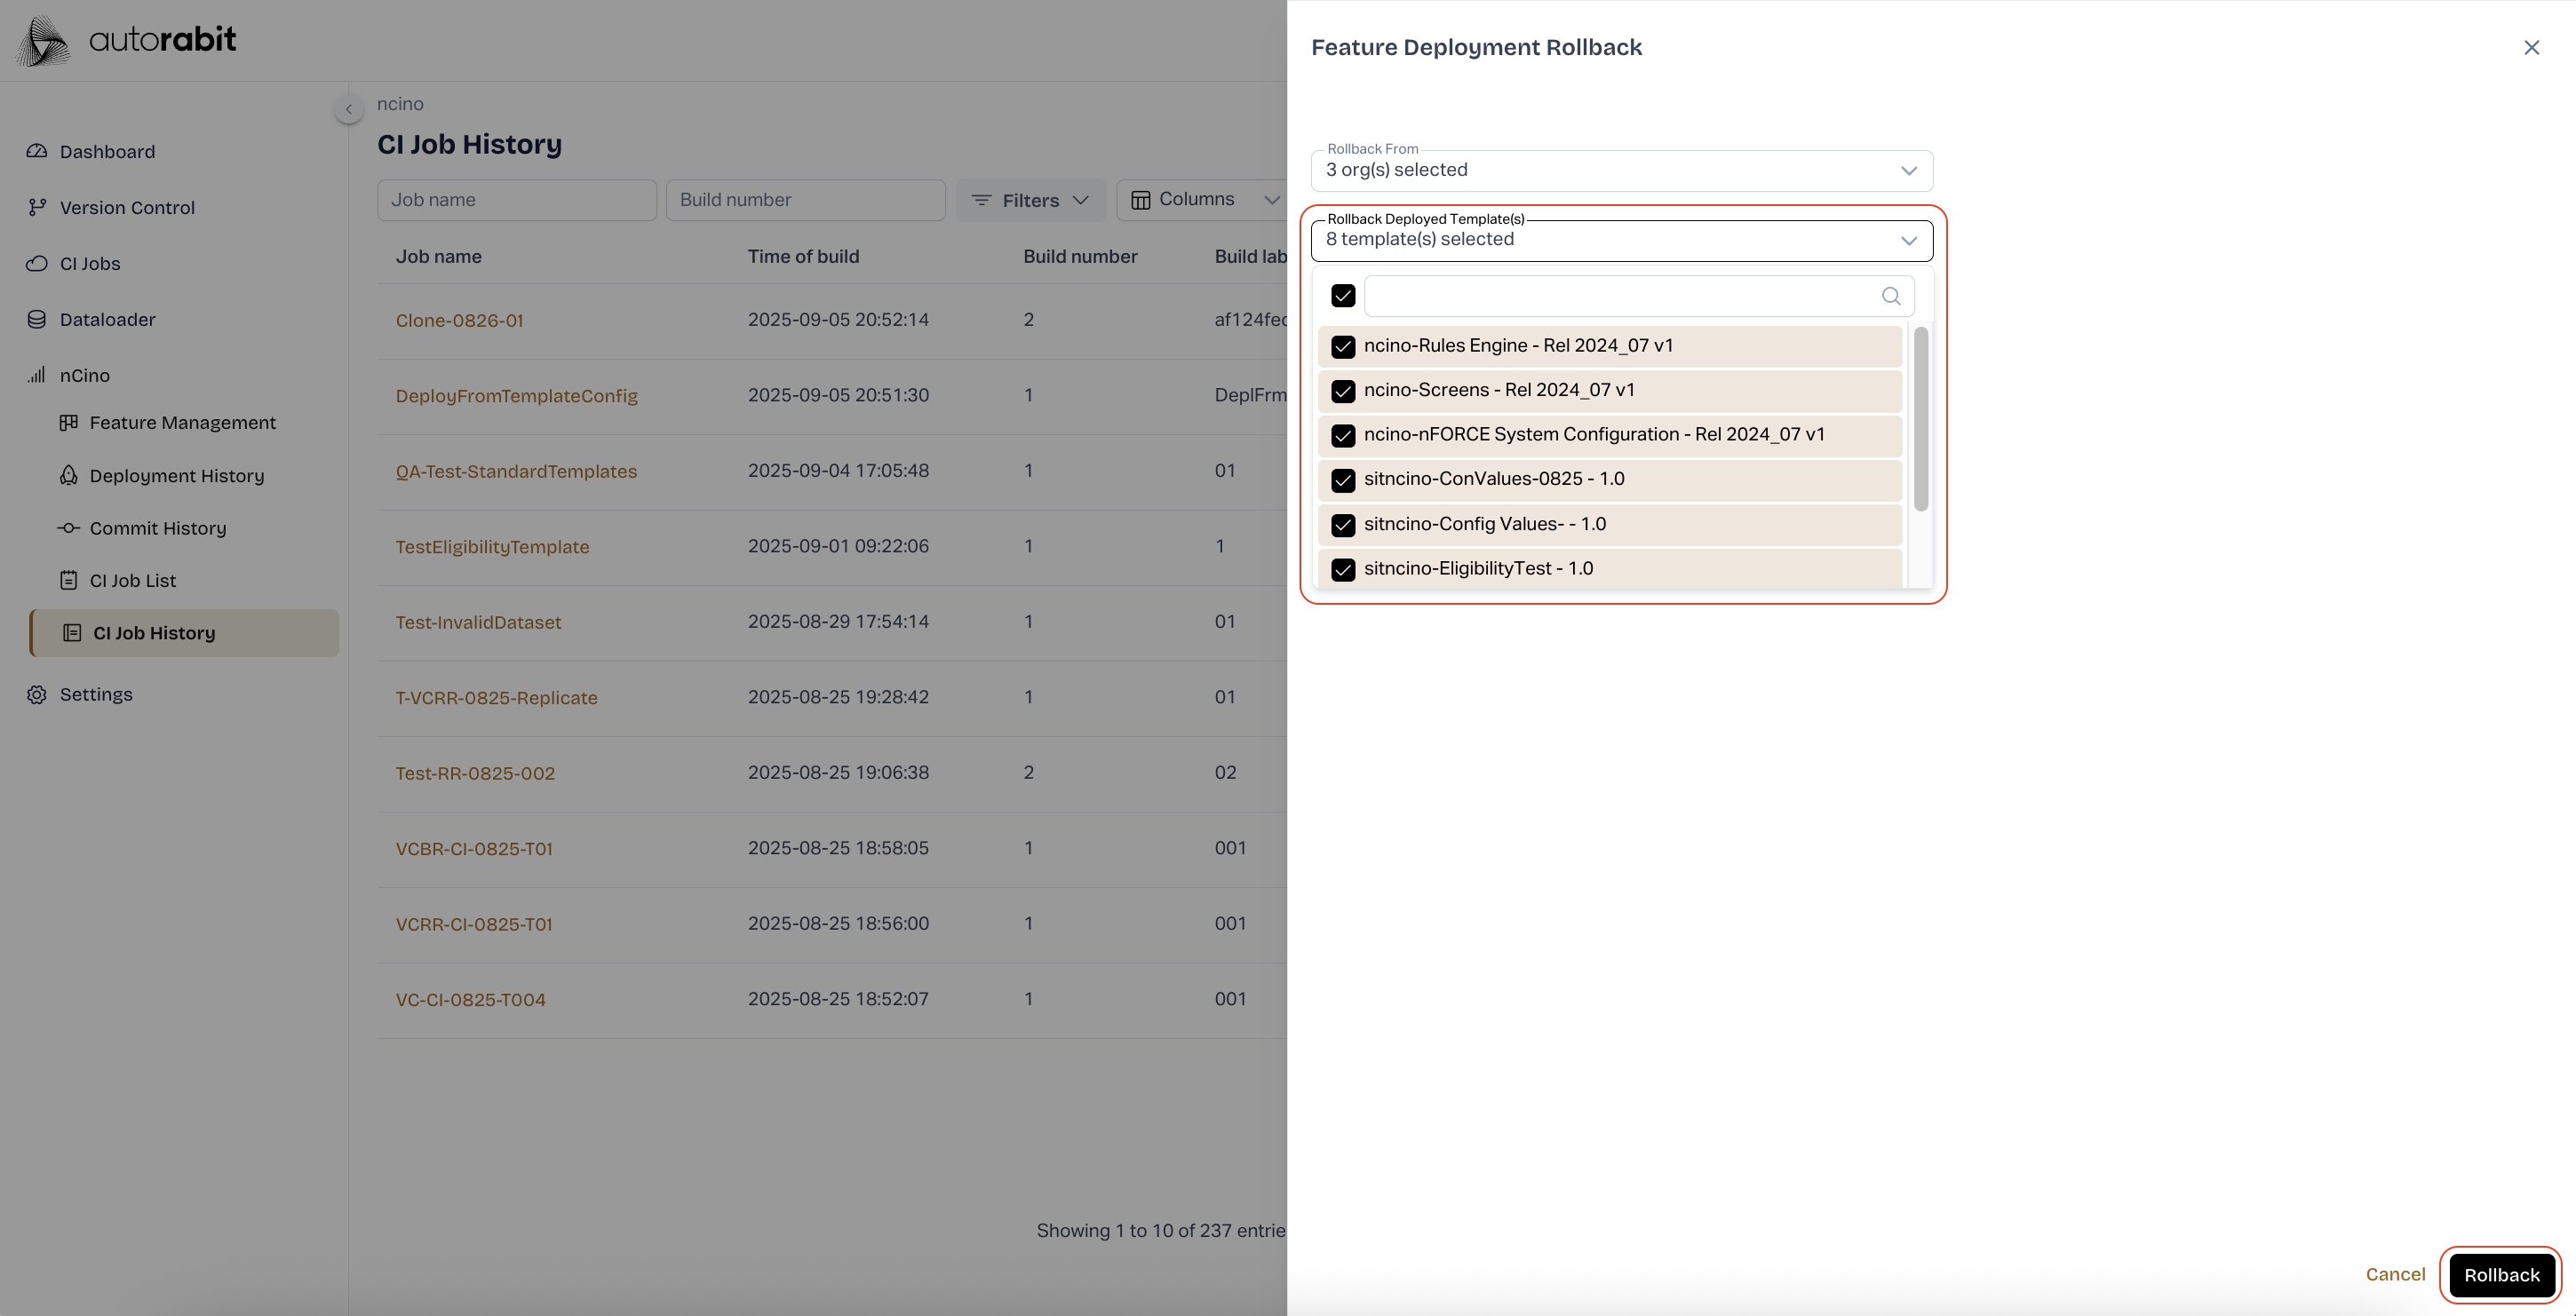 autorabit
Dashboard
Version Control
CI Jobs
Dataloader
nCino
Feature Management
Deployment History
Commit History
CI Job List
CI Job History
Settings
ncino
CI Job History
Job name
Build number
Filters
Columns
Job name Time of build Build number Build lab
Clone-0826-01 2025-09-05 20:52:14 2 af124fec
DeployFromTemplateConfig 2025-09-05 20:51:30 1 DeplFrm
QA-Test-StandardTemplates 2025-09-04 17:05:48 1 01
TestEligibilityTemplate 2025-09-01 09:22:06 1 1
Test-InvalidDataset 2025-08-29 17:54:14 1 01
T-VCRR-0825-Replicate 2025-08-25 19:28:42 1 01
Test-RR-0825-002 2025-08-25 19:06:38 2 02
VCBR-CI-0825-T01 2025-08-25 18:58:05 1 001
VCRR-CI-0825-T01 2025-08-25 18:56:00 1 001
VC-CI-0825-T004 2025-08-25 18:52:07 1 001
Showing 1 to 10 of 237 entrie
Feature Deployment Rollback
Rollback From
3 org(s) selected
Rollback Deployed Template(s)
8 template(s) selected
ncino-Rules Engine - Rel 2024_07 v1
ncino-Screens - Rel 2024_07 v1
ncino-nFORCE System Configuration - Rel 2024_07 v1
sitncino-ConValues-0825 - 1.0
sitncino-Config Values- - 1.0
sitncino-EligibilityTest - 1.0
Cancel
Rollback